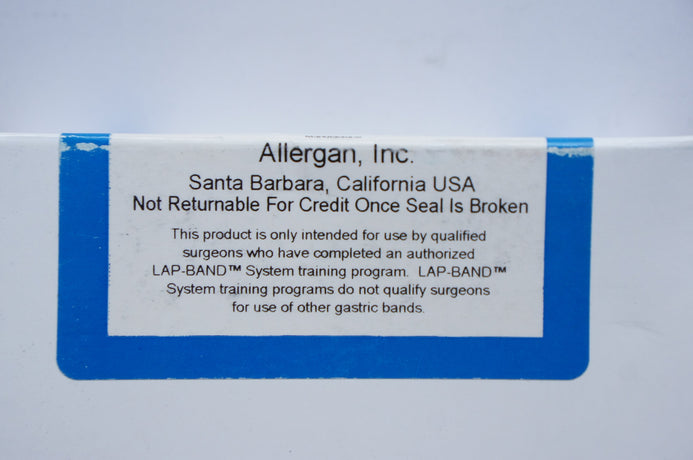 Allergan, Inc.
Santa Barbara, California USA
Not Returnable For Credit Once Seal Is Broken
This product is only intended for use by qualified
surgeons who have completed an authorized
LAP-BAND™ System training program. LAP-BAND™
System training programs do not qualify surgeons
for use of other gastric bands.